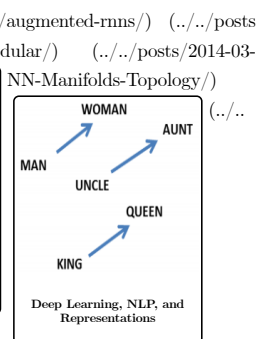 /augmented-rnns/) (../../posts
dular/) (../../posts/2014-03-
NN-Manifolds-Topology/)
(../..
WOMAN
AUNT
MAN
UNCLE
QUEEN
KING
Deep Learning, NLP, and
Representations